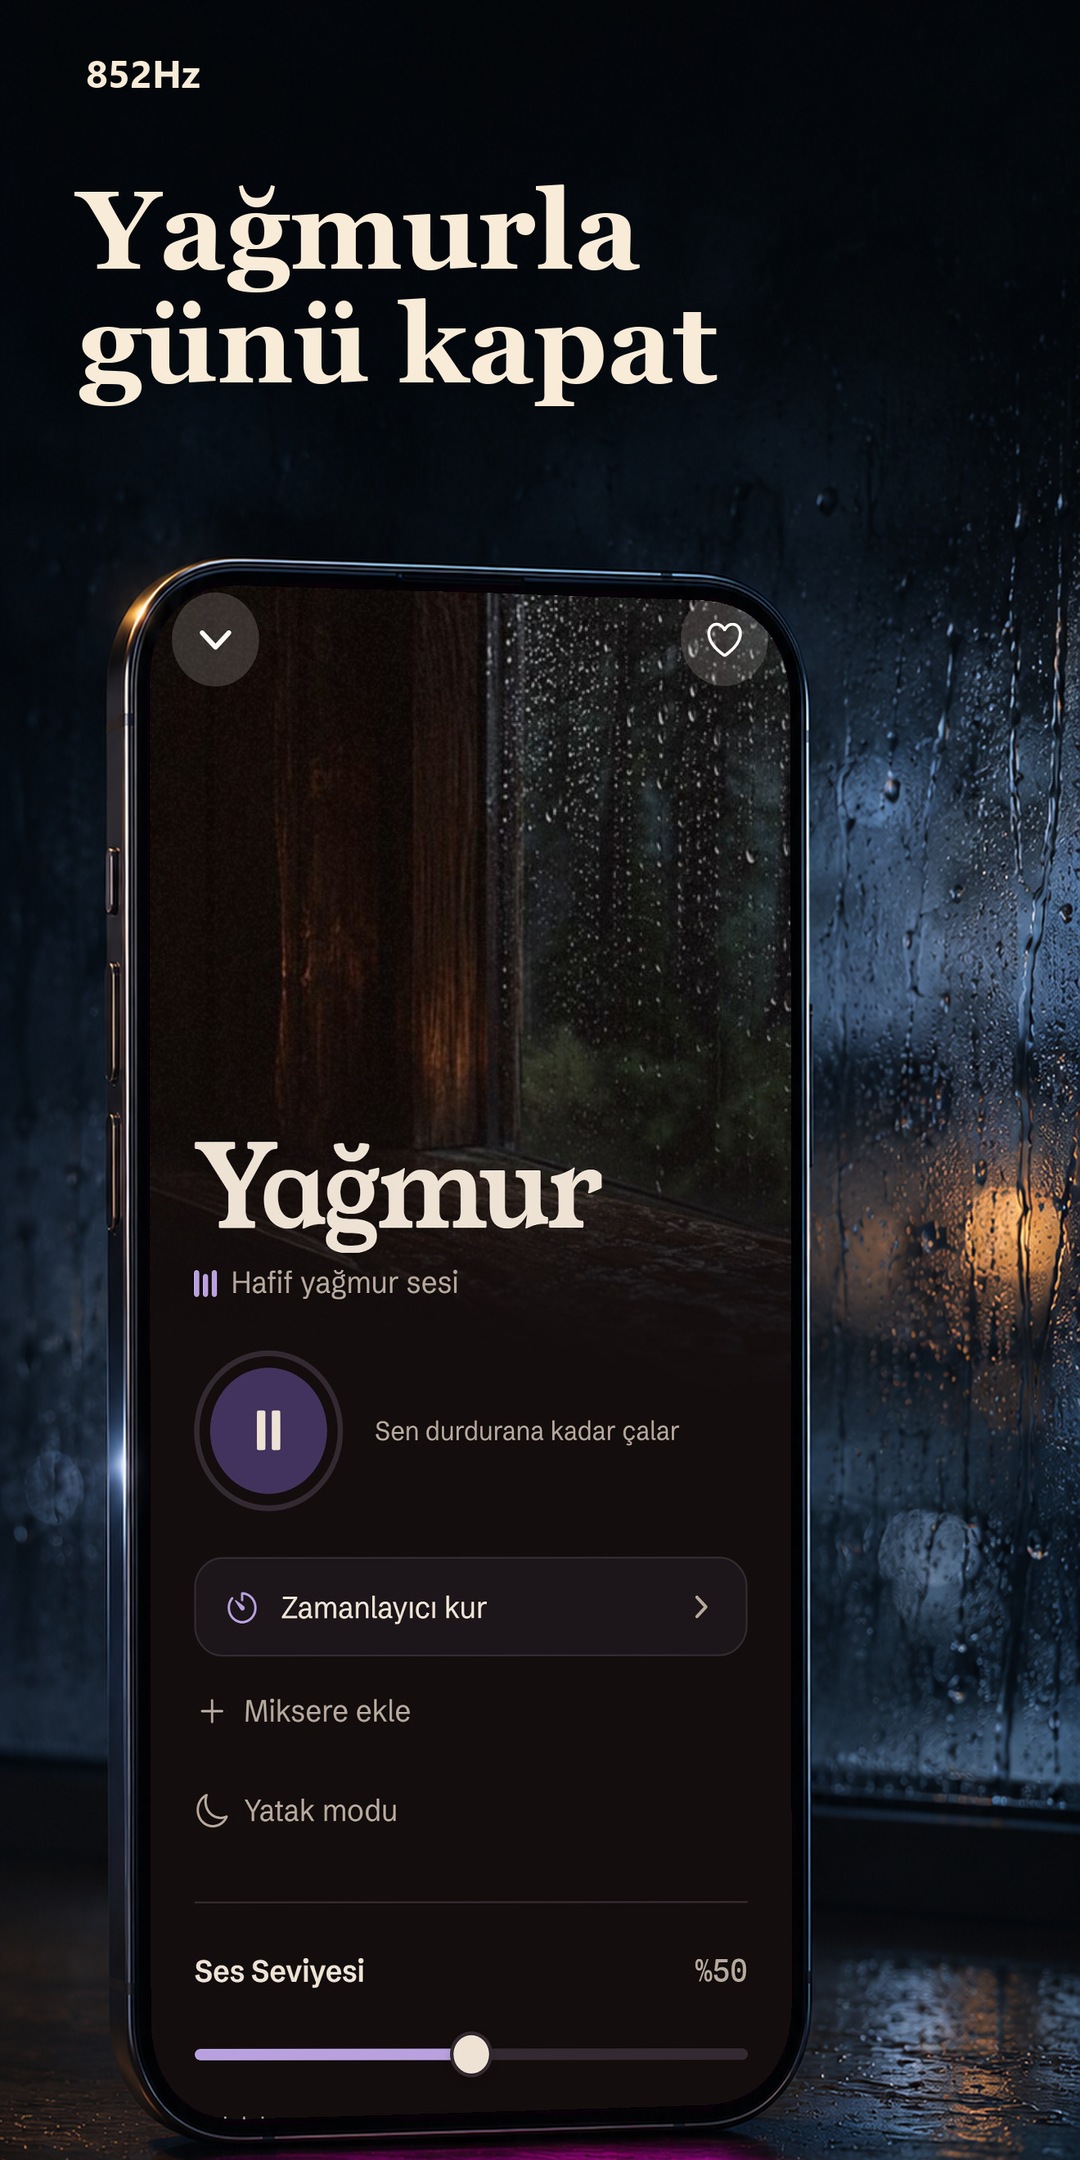 852Hz
Yağmurla
günü kapat
Yağmur
Hafif yağmur sesi
Sen durdurana kadar çalar
Zamanlayıcı kur
Miksere ekle
Yatak modu
Ses Seviyesi
%50